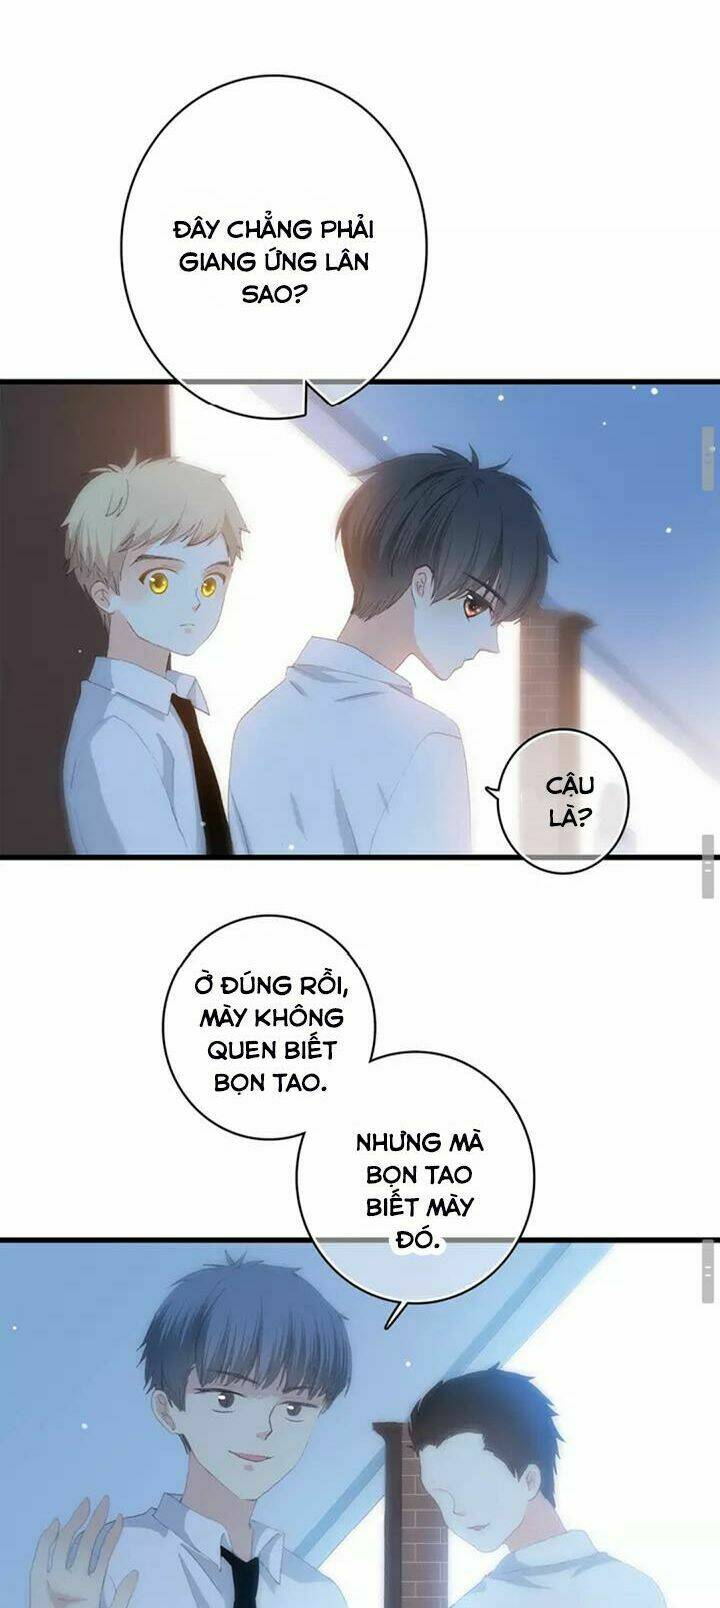 ĐÂY CHẲNG PHẢI
GIANG ỨNG LÂN
SAO?
CẬU
LÀ?
Ờ ĐÚNG RỒI,
MÀY KHÔNG
QUEN BIẾT
BỌN TAO.
NHƯNG MÀ
BỌN TAO
BIẾT MÀY
ĐÓ.